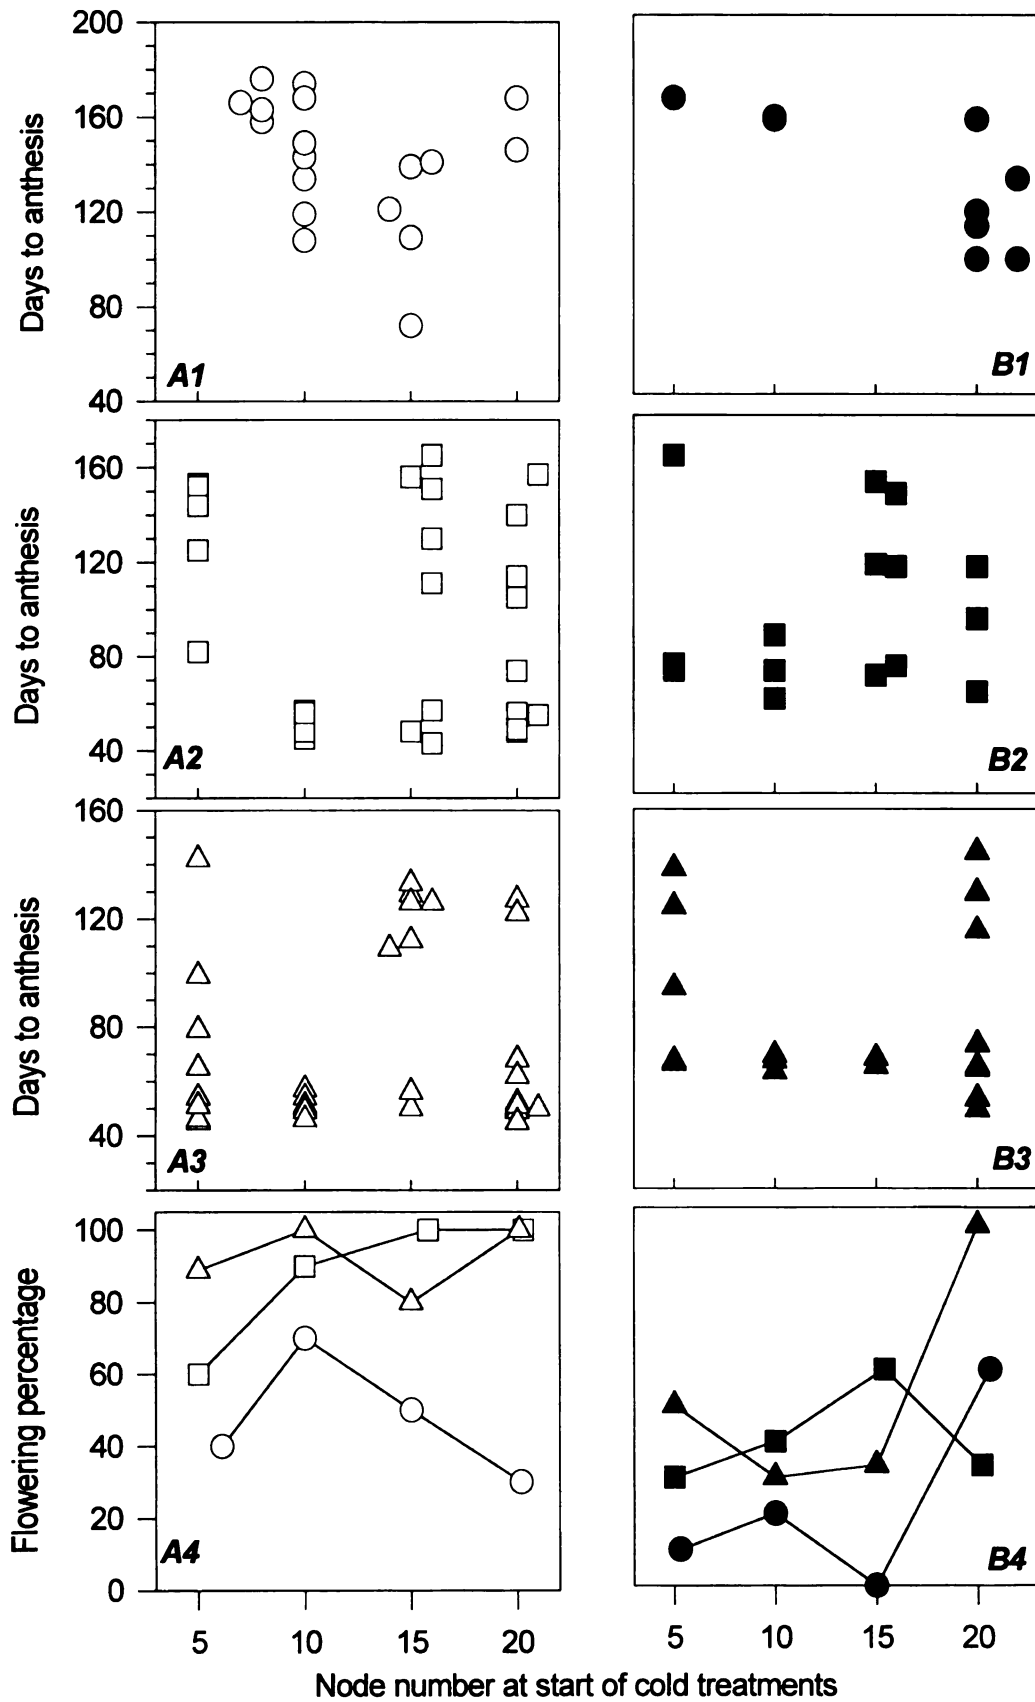 200
160
120
80
40
Days to anthesis
A1
B1
160
120
80
40
Days to anthesis
A2
B2
160
120
80
40
Days to anthesis
A3
B3
100
80
60
40
20
0
Flowering percentage
A4
B4
5 10 15 20 5 10 15 20
Node number at start of cold treatments